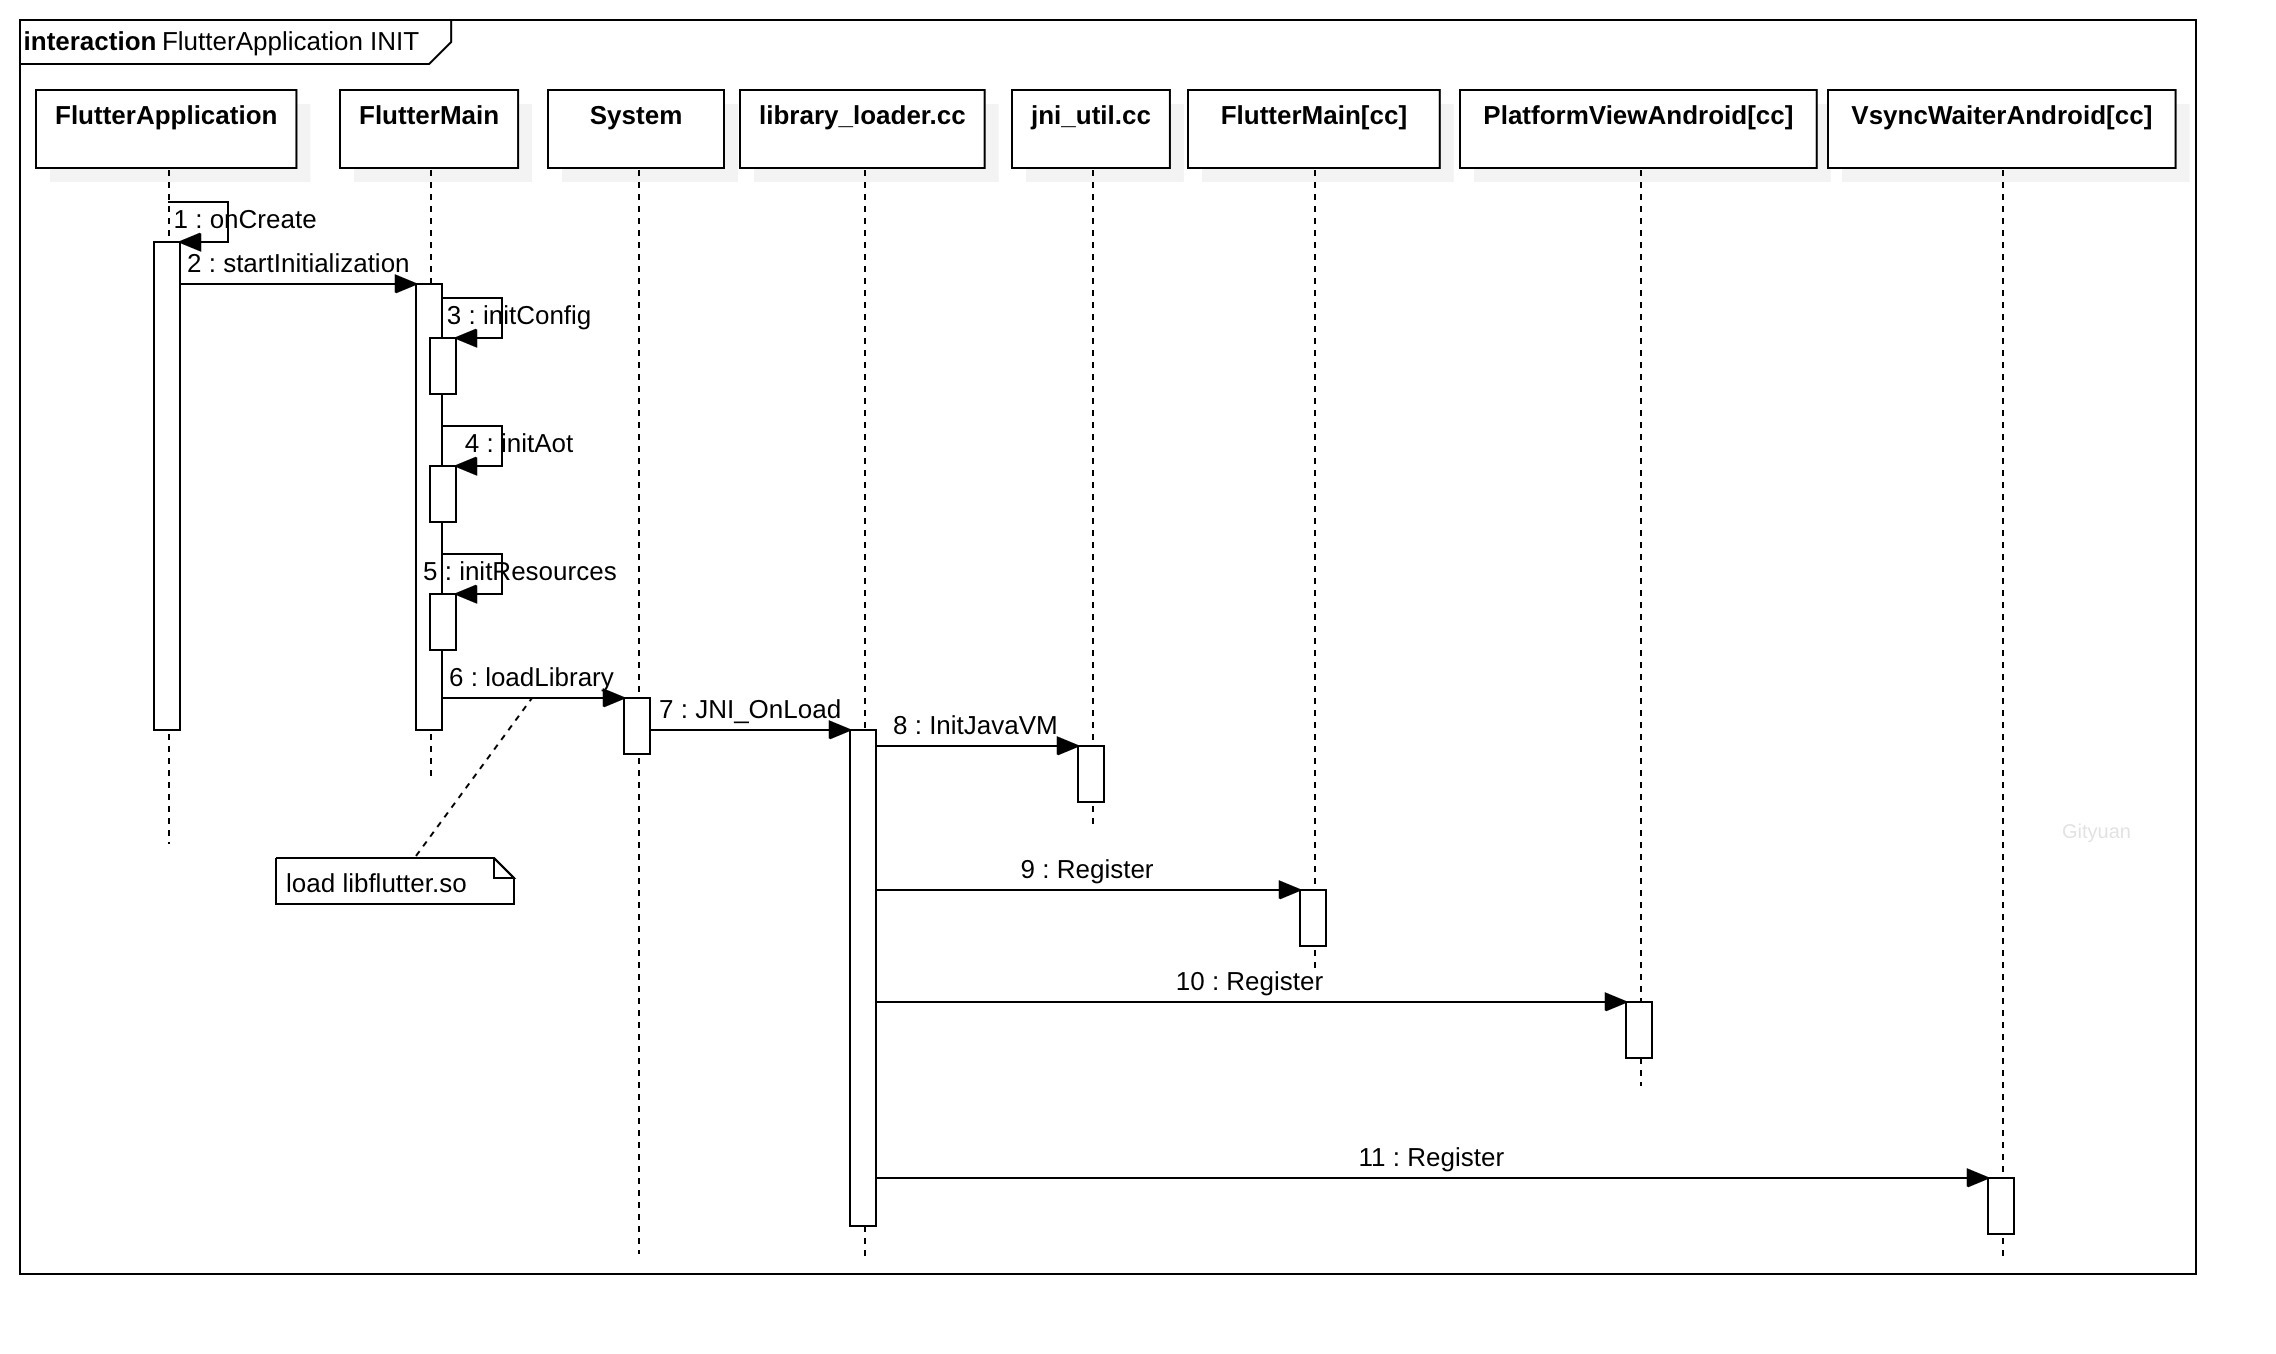 interaction FlutterApplication INIT
FlutterApplication
FlutterMain
System
library_loader.cc
jni_util.cc
FlutterMain[cc]
PlatformViewAndroid[cc]
VsyncWaiterAndroid[cc]
1 : onCreate
2 : startInitialization
3 : initConfig
4 : initAot
5 : initResources
6 : loadLibrary
7 : JNI_OnLoad
8 : InitJavaVM
Gityuan
9 : Register
load libflutter.so
10 : Register
11 : Register